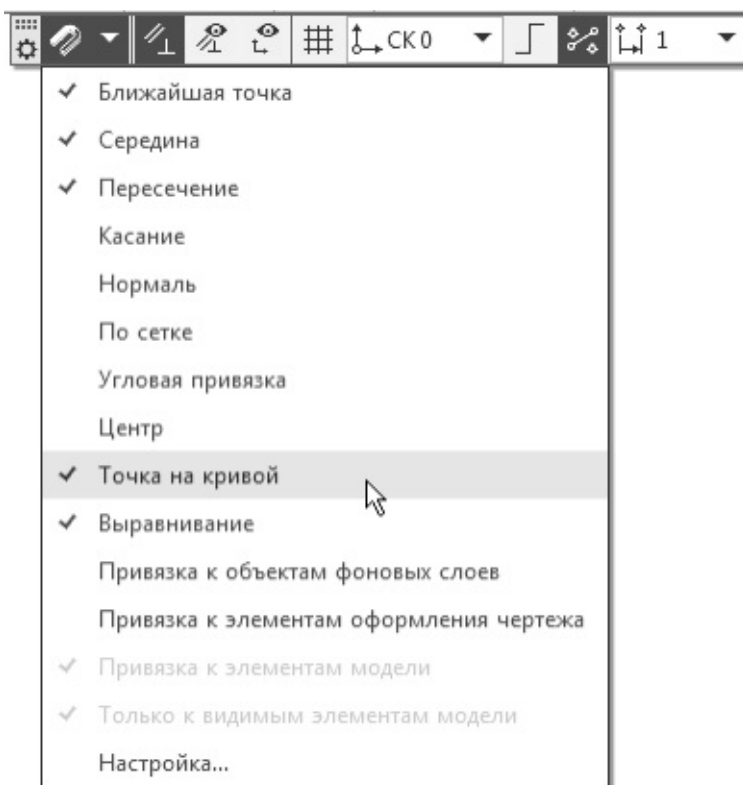 СК 0 1
Ближайшая точка
Середина
Пересечение
Касание
Нормаль
По сетке
Угловая привязка
Центр
Точка на кривой
Выравнивание
Привязка к объектам фоновых слоев
Привязка к элементам оформления чертежа
Привязка к элементам модели
Только к видимым элементам модели
Настройка...